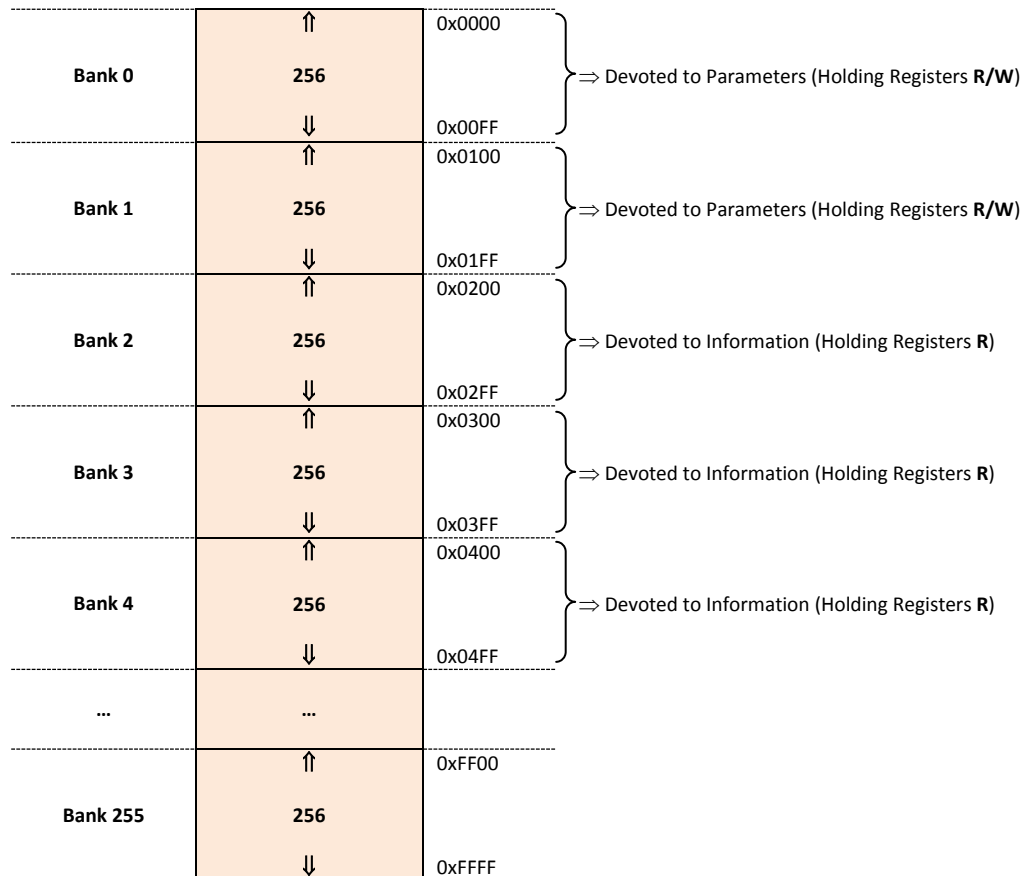 ⇑ 0x0000
Bank 0 256 ⇒ Devoted to Parameters (Holding Registers R/W)
⇓ 0x00FF
⇑ 0x0100
Bank 1 256 ⇒ Devoted to Parameters (Holding Registers R/W)
⇓ 0x01FF
⇑ 0x0200
Bank 2 256 ⇒ Devoted to Information (Holding Registers R)
⇓ 0x02FF
⇑ 0x0300
Bank 3 256 ⇒ Devoted to Information (Holding Registers R)
⇓ 0x03FF
⇑ 0x0400
Bank 4 256 ⇒ Devoted to Information (Holding Registers R)
⇓ 0x04FF
… …
⇑ 0xFF00
Bank 255 256
⇓ 0xFFFF